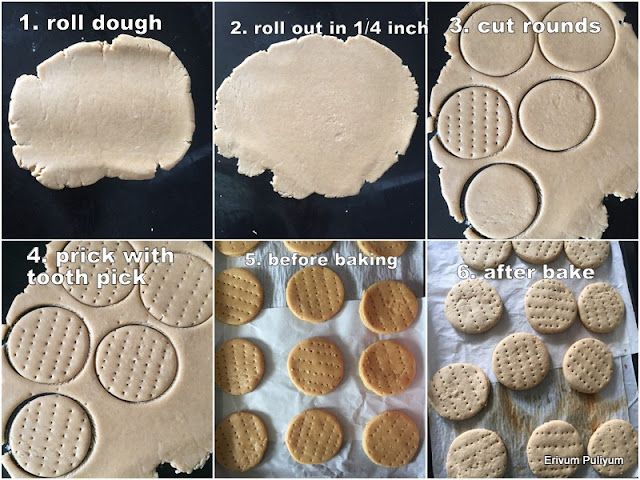 1. roll dough
2. roll out in 1/4 inch
3. cut rounds
4. prick with
tooth pick
5. before baking
6. after bake
Erivum Puliyum